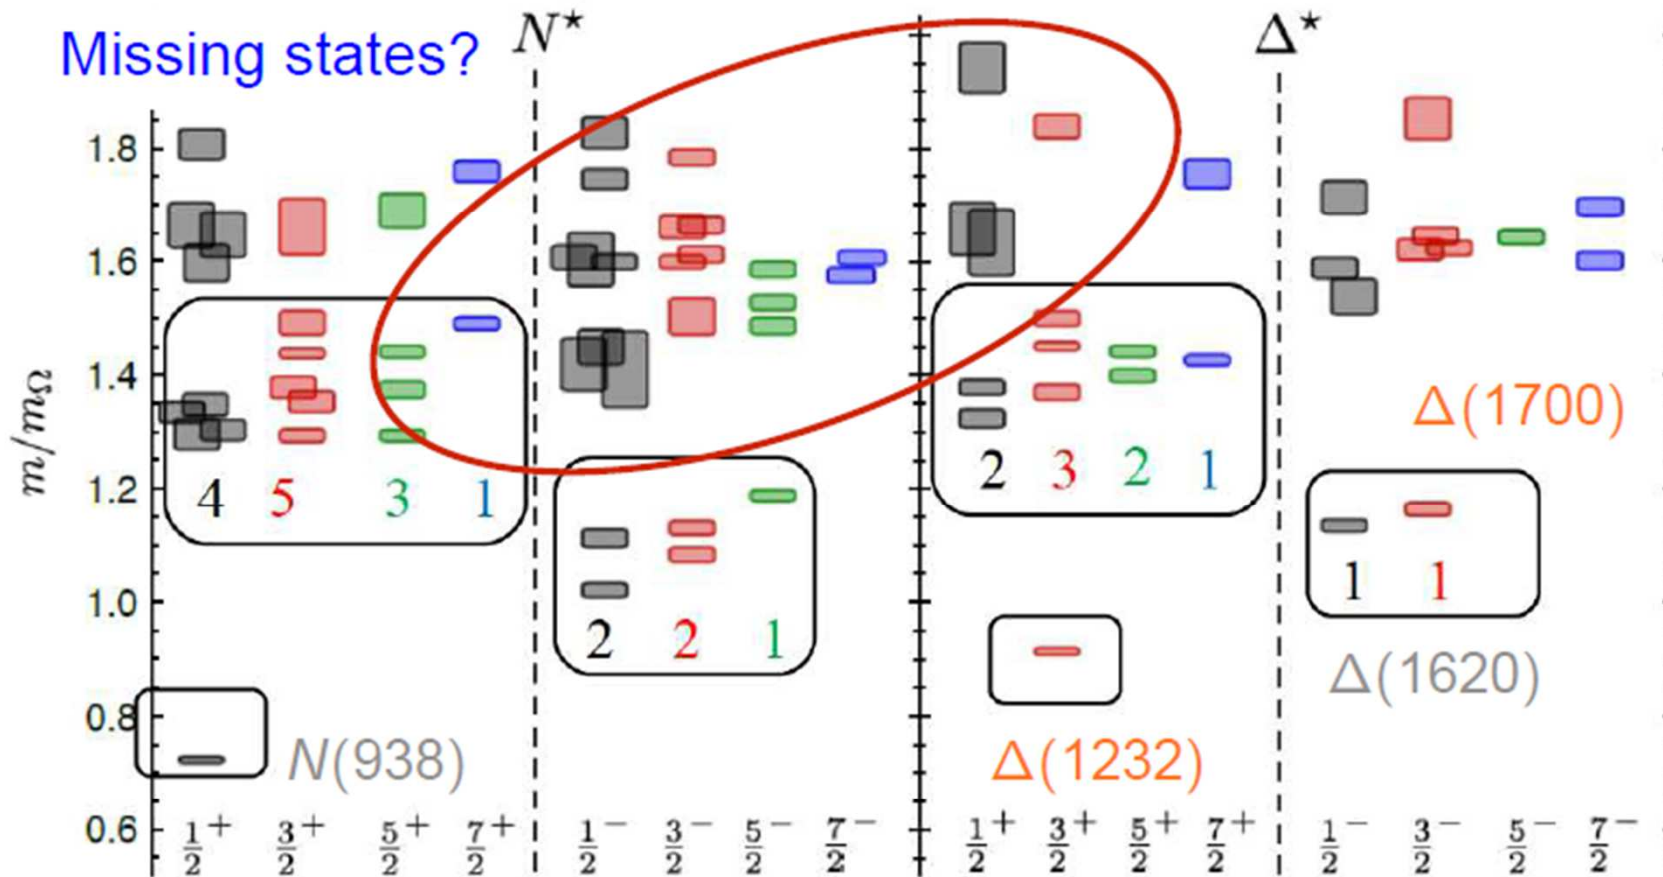 Missing states?
N*
Δ*
1.8
1.6
1.4
1.2
1.0
0.8
0.6
m/mΩ
4 5 3 1
2 2 1
2 3 2 1
1 1
Δ(1700)
Δ(1620)
N(938)
Δ(1232)
1/2+ 3/2+ 5/2+ 7/2+ 1/2− 3/2− 5/2− 7/2− 1/2+ 3/2+ 5/2+ 7/2+ 1/2− 3/2− 5/2− 7/2−